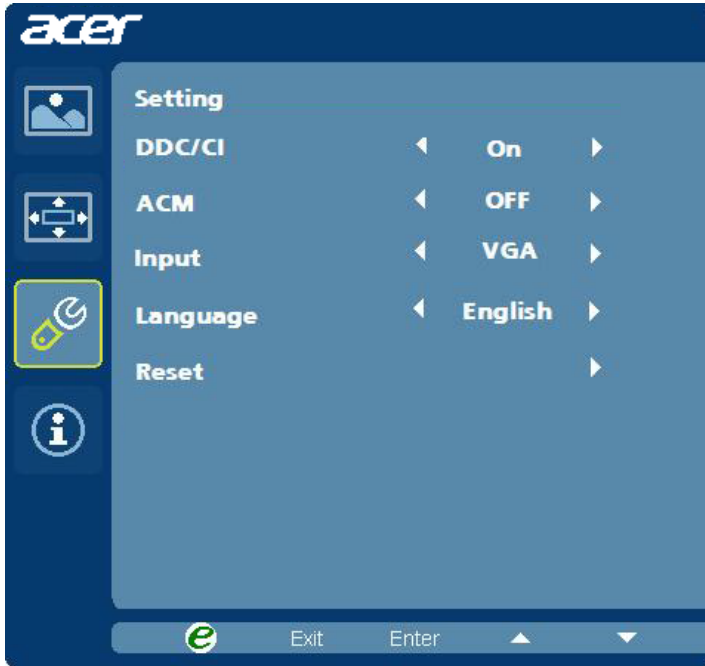 acer
Setting
DDC/CI On
ACM OFF
Input VGA
Language English
Reset
e Exit Enter